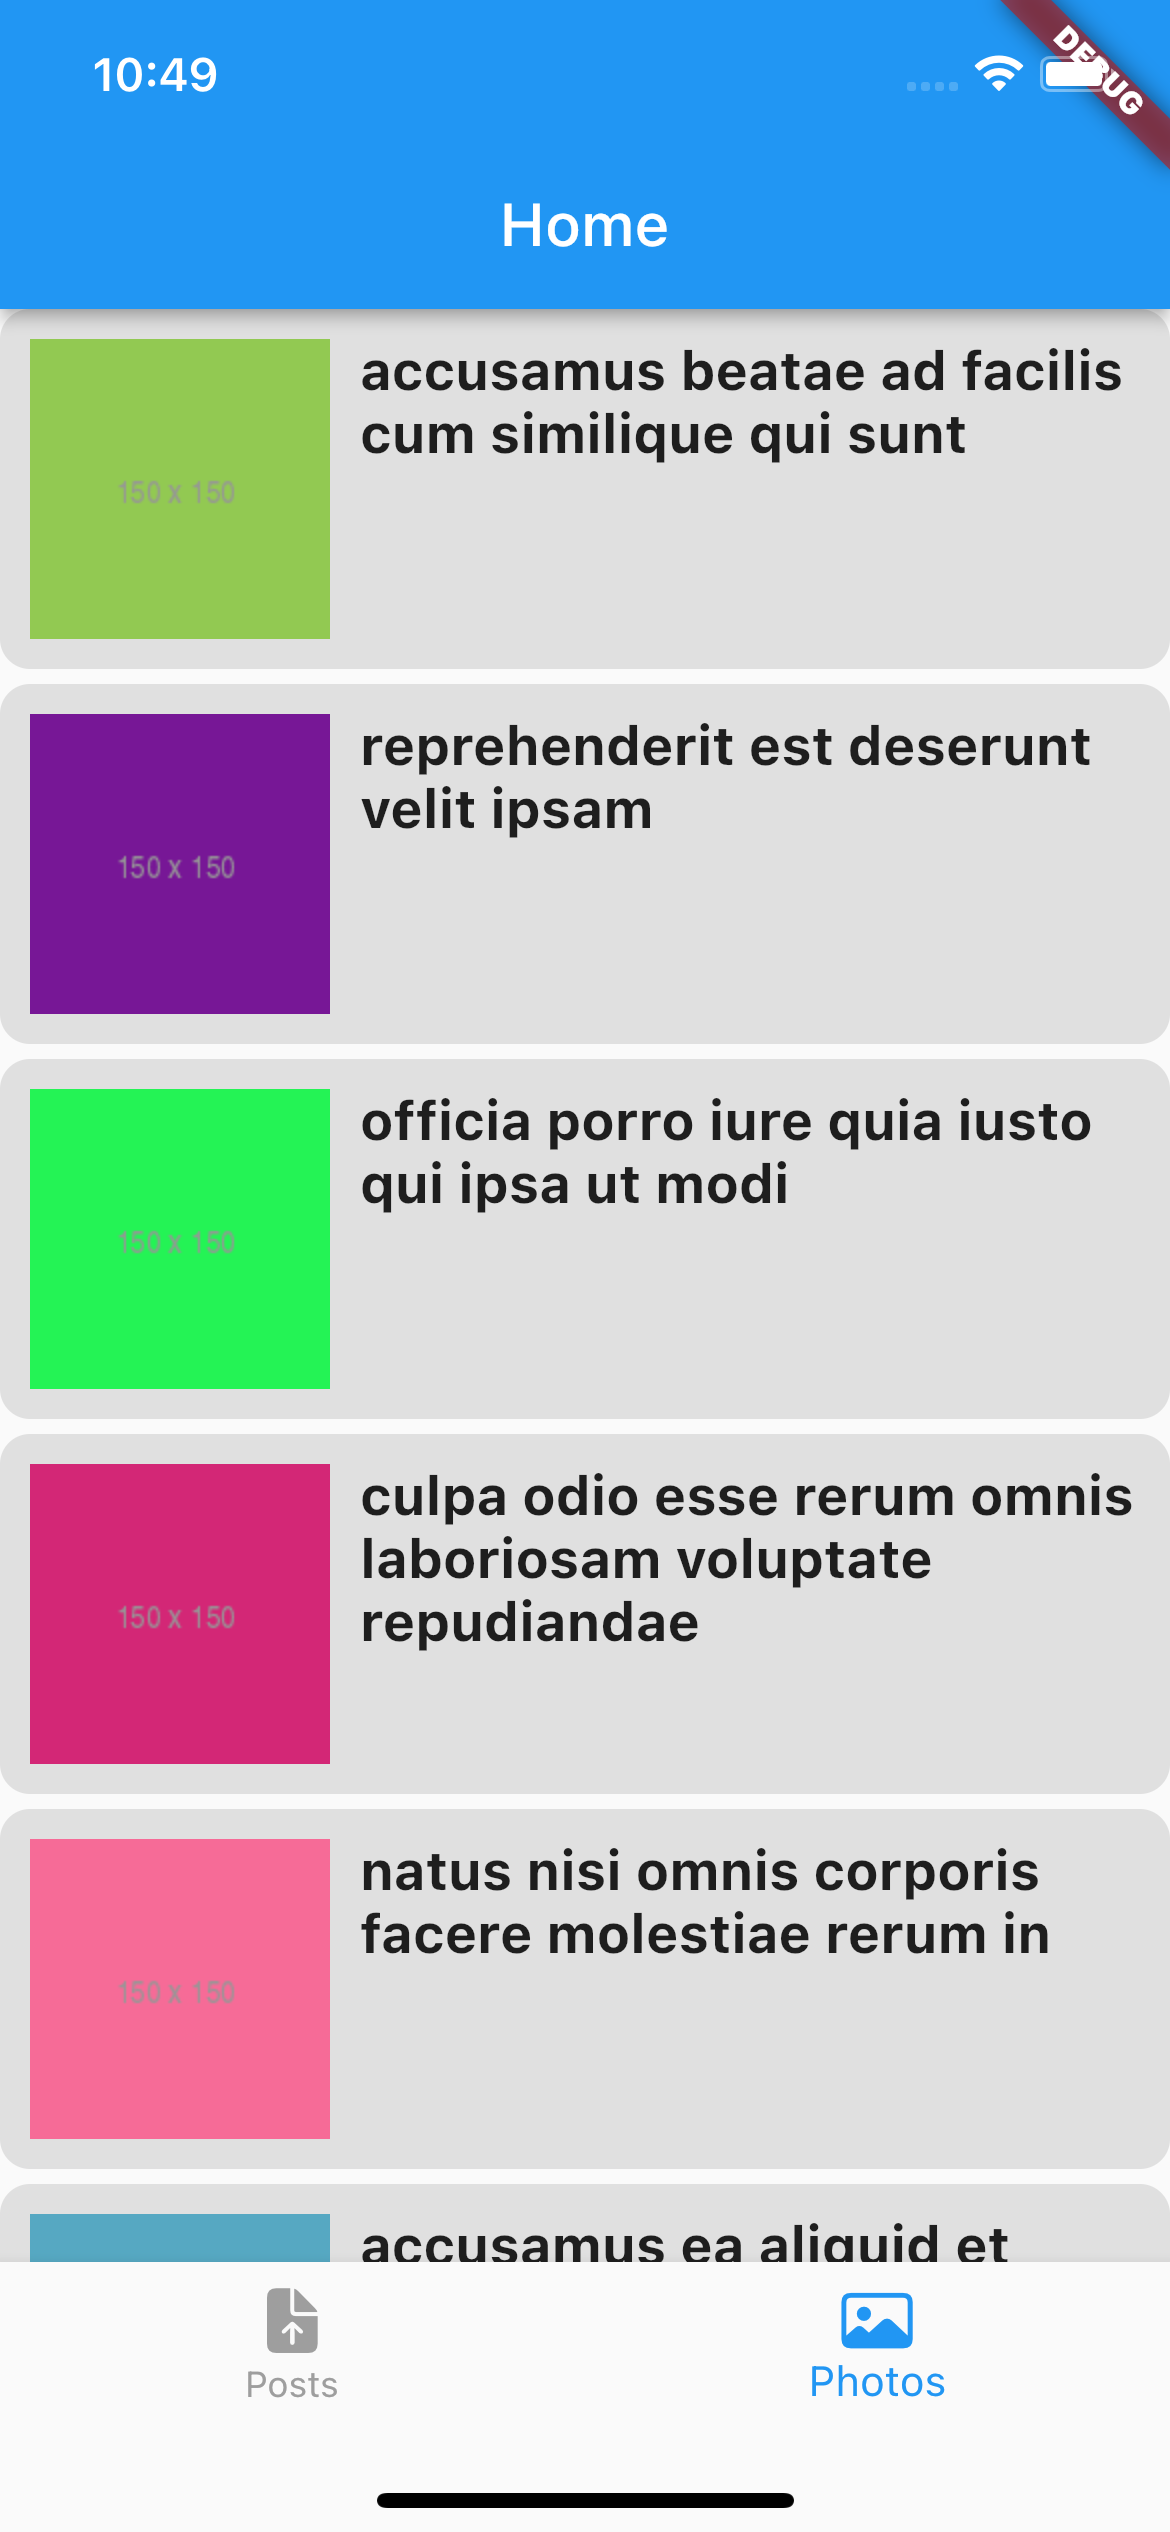 10:49
DEBUG
Home
accusamus beatae ad facilis
cum similique qui sunt
150 x 150
reprehenderit est deserunt
velit ipsam
150 x 150
officia porro iure quia iusto
qui ipsa ut modi
150 x 150
culpa odio esse rerum omnis
laboriosam voluptate
repudiandae
150 x 150
natus nisi omnis corporis
facere molestiae rerum in
150 x 150
accusamus ea aliquid et
Posts
Photos